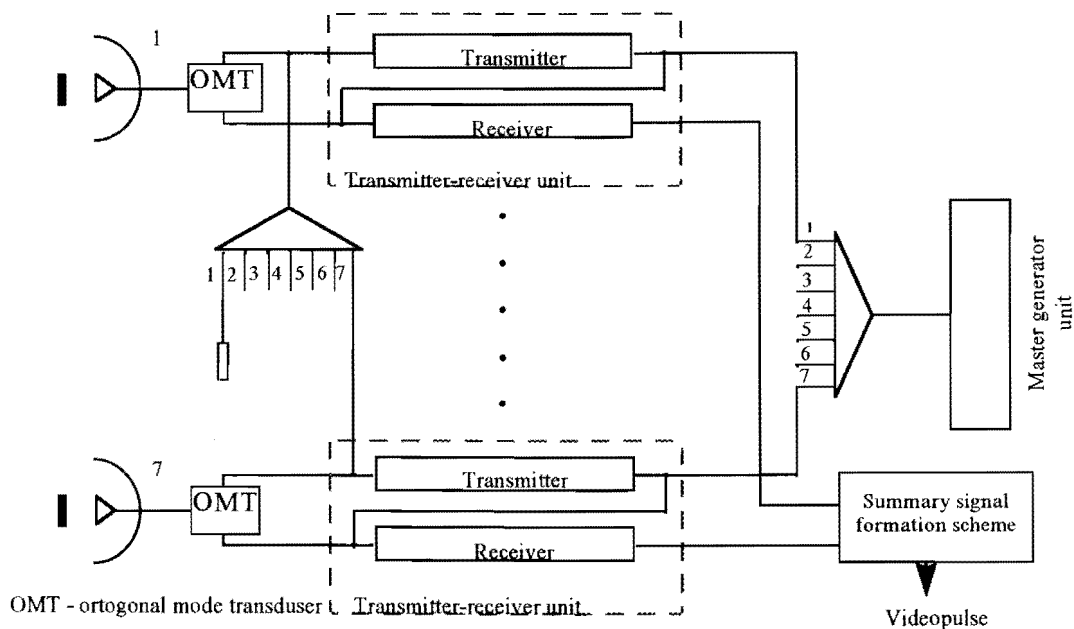 1
OMT
Transmitter
Receiver
Transmitter-receiver unit
1 2 3 4 5 6 7
1
2
3
4
5
6
7
Master generator
unit
7
OMT
Transmitter
Receiver
Transmitter-receiver unit
Summary signal
formation scheme
Videopulse
OMT - ortogonal mode transduser